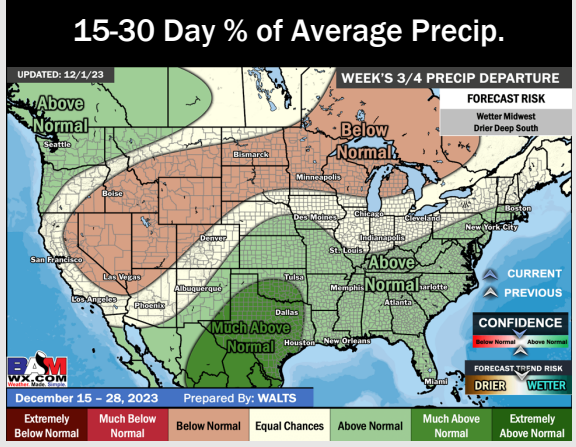 15-30 Day % of Average Precip.
UPDATED: 12/1/23
WEEK'S 3/4 PRECIP DEPARTURE
FORECAST RISK
Wetter Midwest
Drier Deep South
Above
Normal
Seattle
Below
Normal
Bismarck
Minneapolis
Boise
Boston
Des Moines
Chicago
Cleveland
New York City
Denver
Indianapolis
San Francisco
St. Louis
Above
Normal
Las Vegas
CURRENT
Tulsa
Albuquerque
Memphis
harlotte
PREVIOUS
Los Angeles
Phoenix
Atlanta
Dallas
CONFIDENCE
Much Above
Normal
Below Normal
Above Normal
Houston
New Orleans
BAM
WX.COM
Weather. Made. Simple.
FORECAST TREND RISK
DRIER
WETTER
Miami
December 15 – 28, 2023
Prepared By: WALTS
Extremely
Below Normal
Much Below
Normal
Below Normal
Equal Chances
Above Normal
Much Above
Normal
Extremely
Above Normal